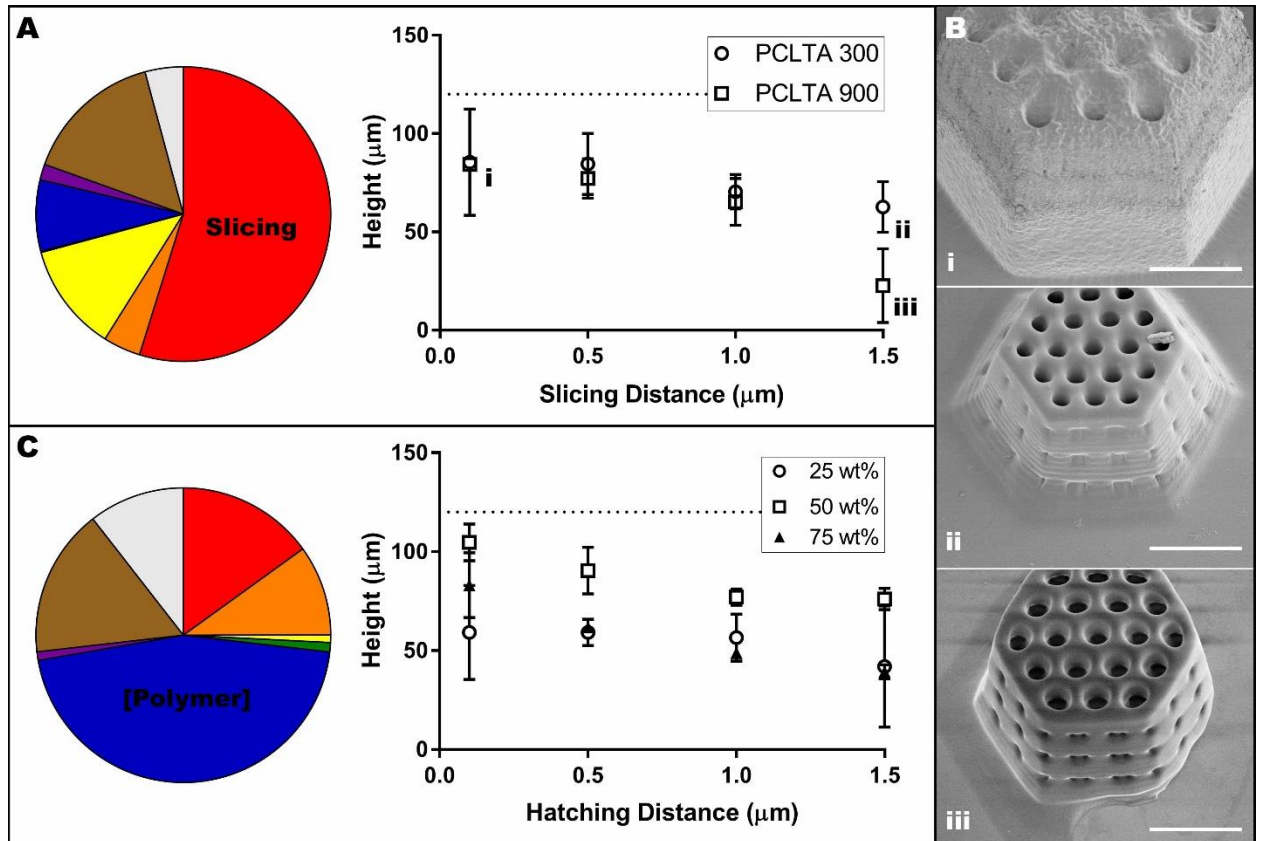 A
Slicing
150
100
50
0
Height (μm)
PCLTA 300
PCLTA 900
i
ii
iii
0.0 0.5 1.0 1.5
Slicing Distance (μm)
B
i
ii
iii
C
[Polymer]
150
100
50
0
Height (μm)
25 wt%
50 wt%
75 wt%
0.0 0.5 1.0 1.5
Hatching Distance (μm)